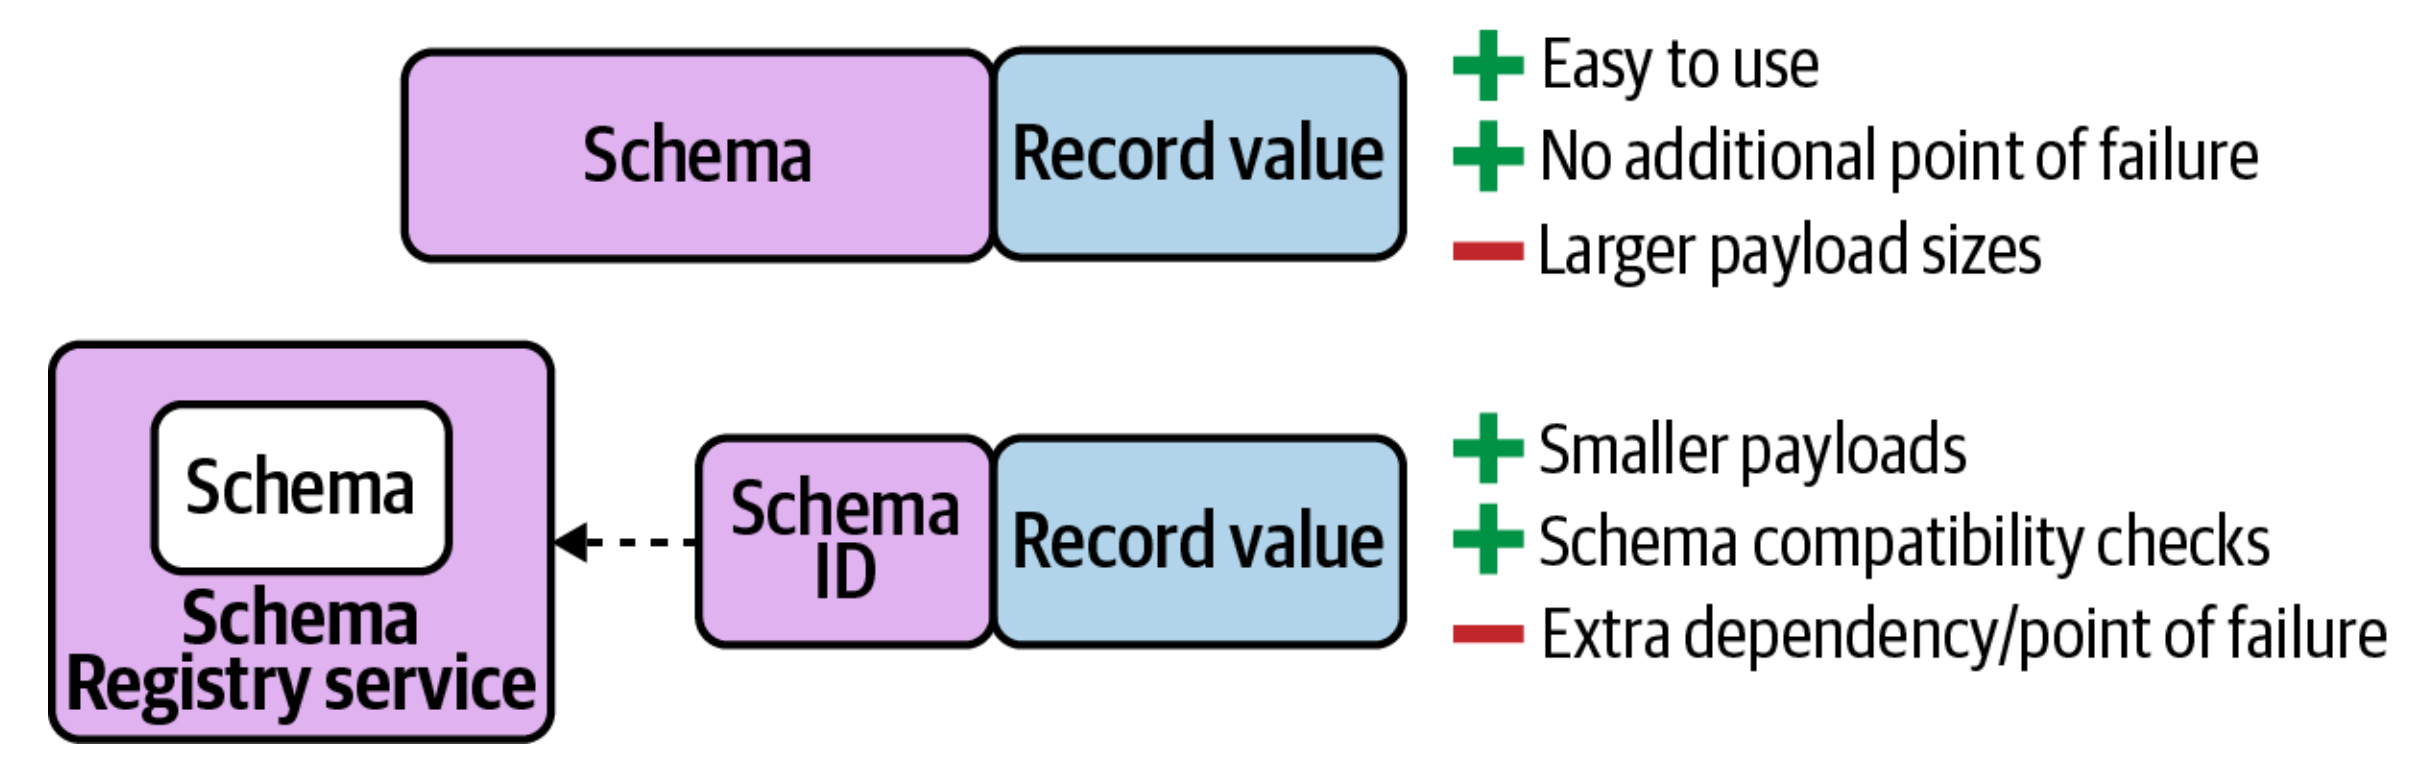 Schema
Record value
Easy to use
No additional point of failure
Larger payload sizes
Schema
Schema
Registry service
Schema
ID
Record value
Smaller payloads
Schema compatibility checks
Extra dependency/point of failure